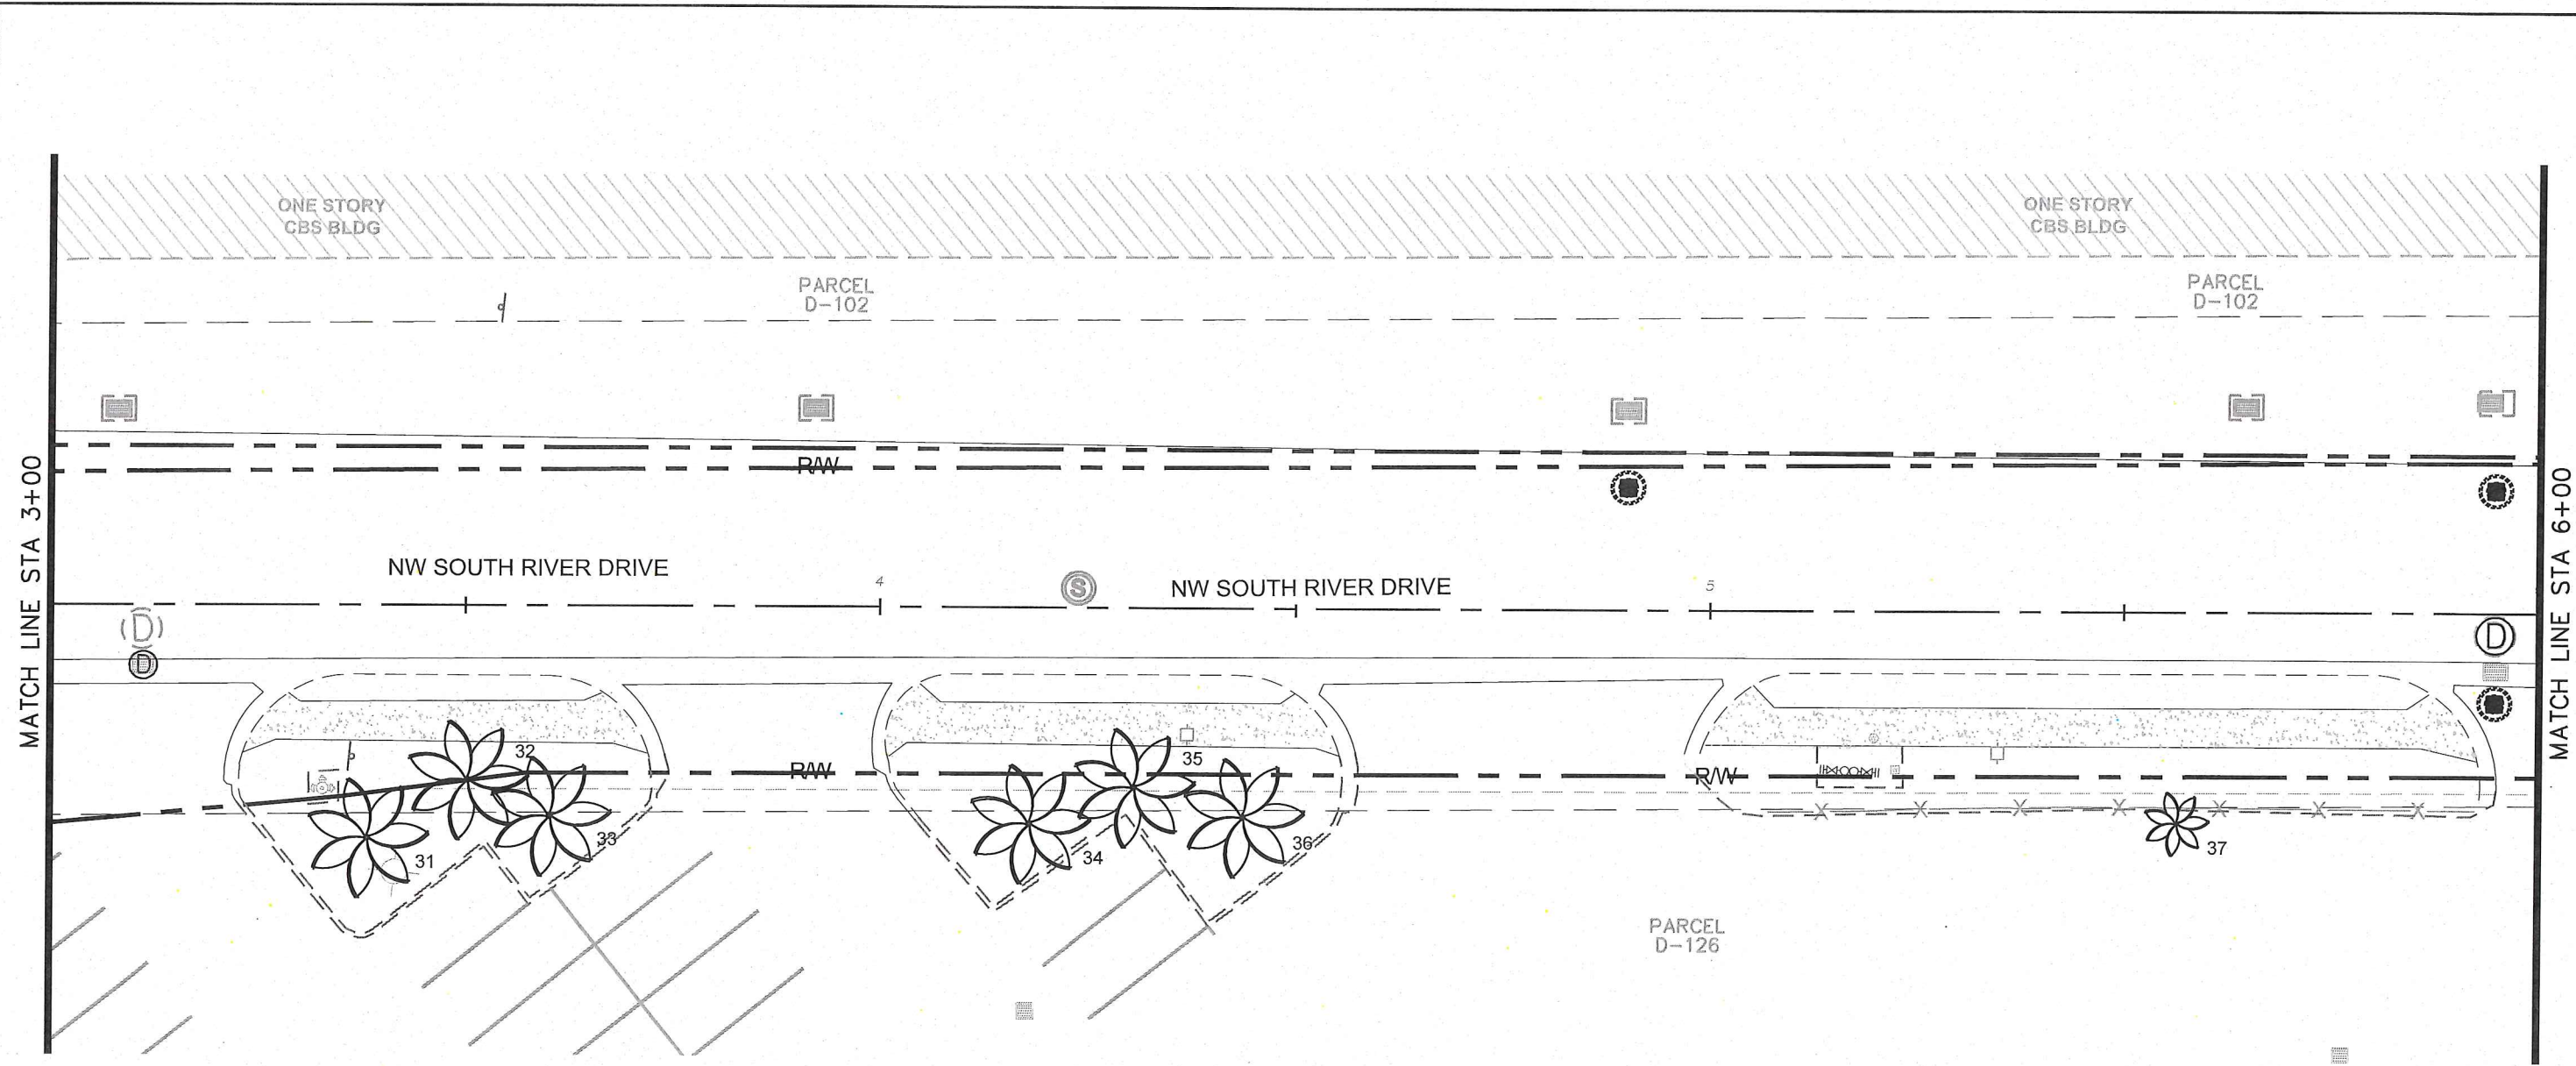 ONE STORY
CBS BLDG
ONE STORY
CBS BLDG
PARCEL
D-102
PARCEL
D-102
R/W
MATCH LINE STA 3+00
MATCH LINE STA 6+00
NW SOUTH RIVER DRIVE
4
S
NW SOUTH RIVER DRIVE
5
D
D
D
32
35
R/W
R/W
31
33
34
36
37
PARCEL
D-126